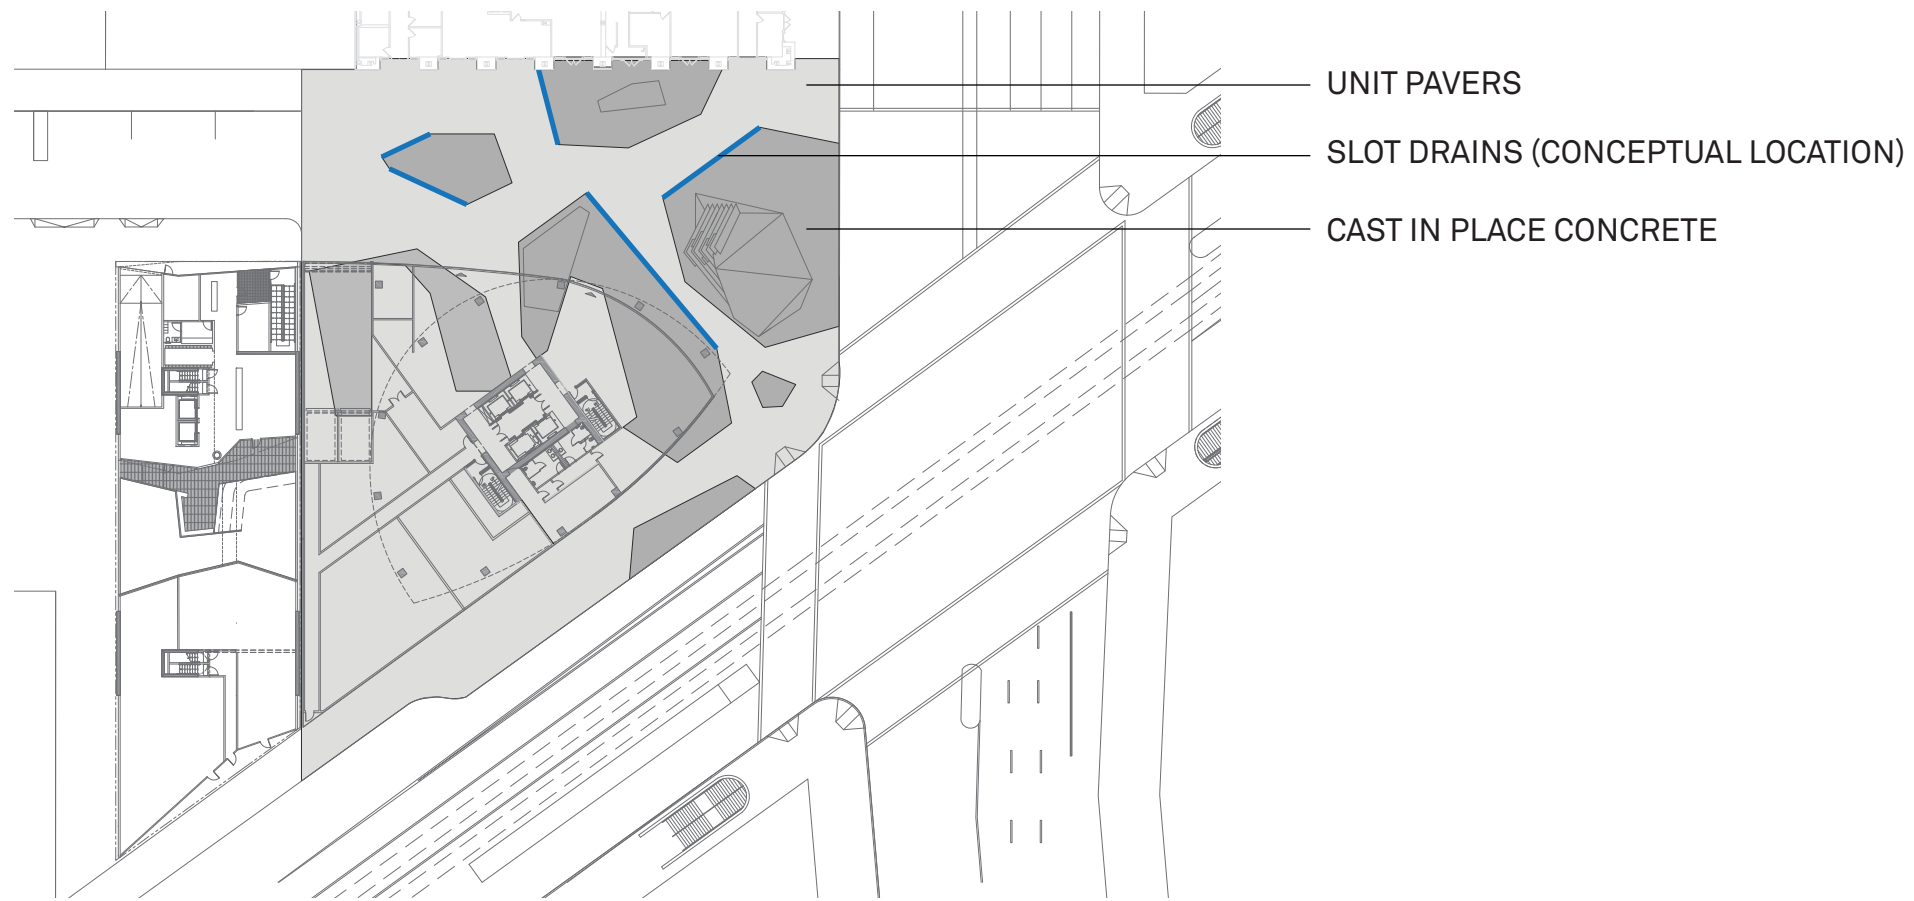 UNIT PAVERS
SLOT DRAINS (CONCEPTUAL LOCATION)
CAST IN PLACE CONCRETE